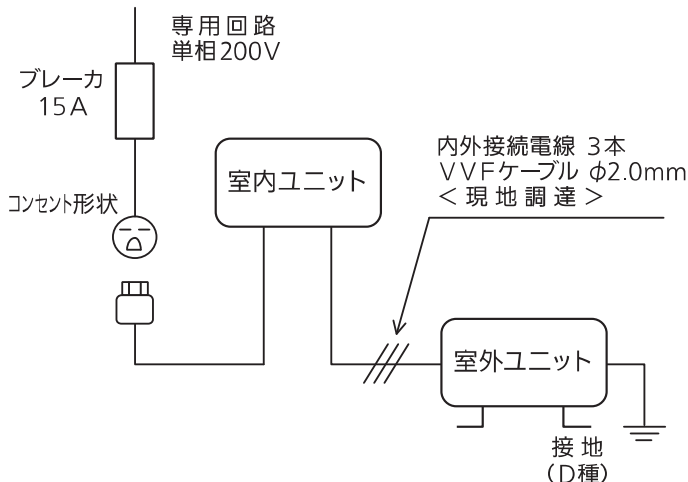 専用回路
単相200V
ブレーカ
15A
コンセント形状
室内ユニット
内外接続電線 3本
VVFケーブル φ2.0mm
<現地調達>
室外ユニット
接地
(D種)